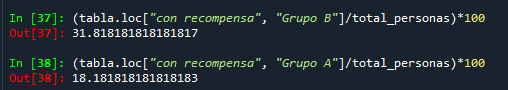 In [37]: (tabla.loc["con recompensa", "Grupo B"]/total_personas)*100
Out[37]: 31.818181818181817
In [38]: (tabla.loc["con recompensa", "Grupo A"]/total_personas)*100
Out[38]: 18.181818181818183